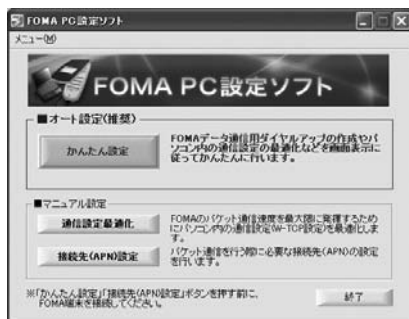 FOMA PC設定ソフト
メニュー(M)
FOMA PC設定ソフト
■オート設定(推奨)
かんたん設定
FOMAデータ通信用ダイヤルアップの作成やパ
ソコン内の通信設定の最適化などを画面表示に
従ってかんたんに行います。
■マニュアル設定
通信設定最適化
FOMAのパケット通信速度を最大限に発揮するため
にパソコン内の通信設定(W-TCP設定)を最適化しま
す。
接続先(APN)設定
パケット通信を行う際に必要な接続先(APN)の設定
を行います。
※「かんたん設定」「接続先(APN)設定」ボタンを押す前に、
FOMA端末を接続してください。
終了